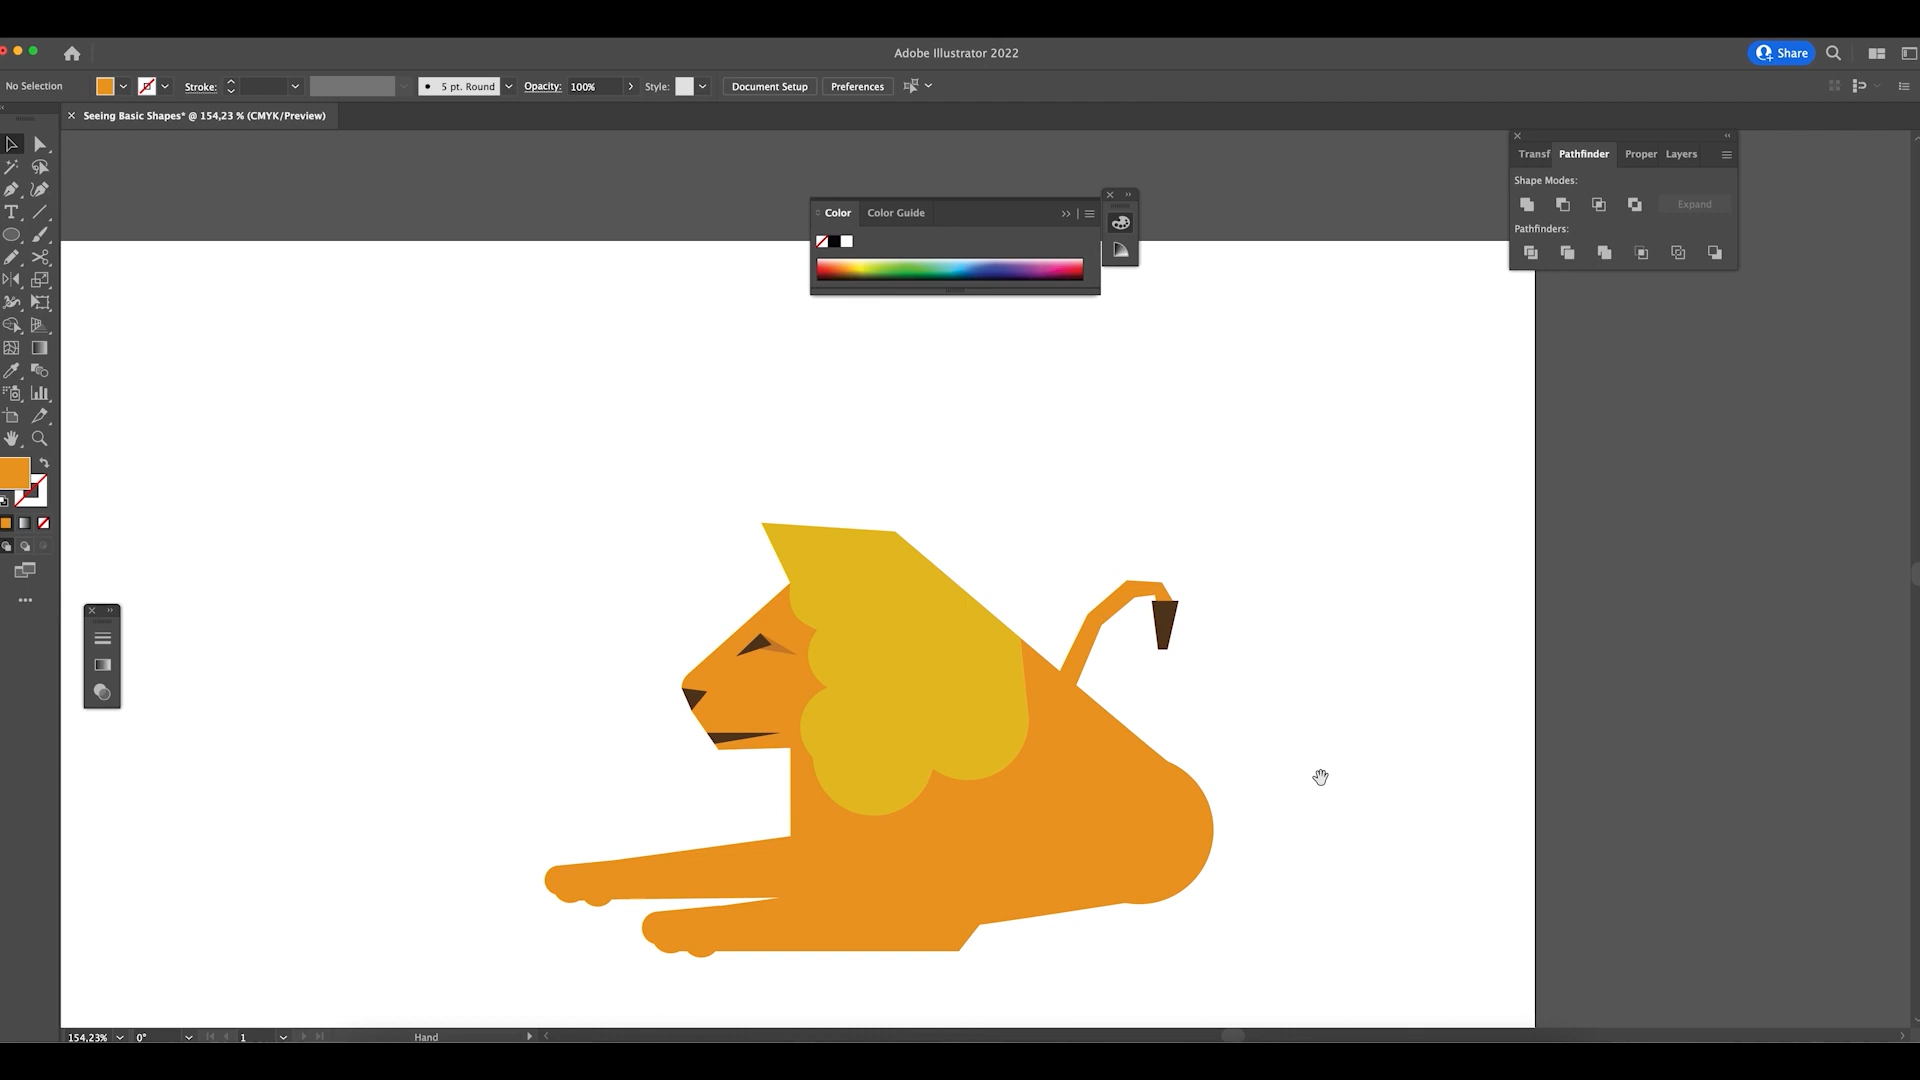 Adobe Illustrator 2022
Share
No Selection
Stroke:
5 pt. Round
Opacity:
100%
Style:
Document Setup
Preferences
Seeing Basic Shapes* @ 154,23 % (CMYK/Preview)
Transf
Pathfinder
Proper
Layers
Shape Modes:
Expand
Pathfinders:
Color
Color Guide
154,23%
0°
1
Hand